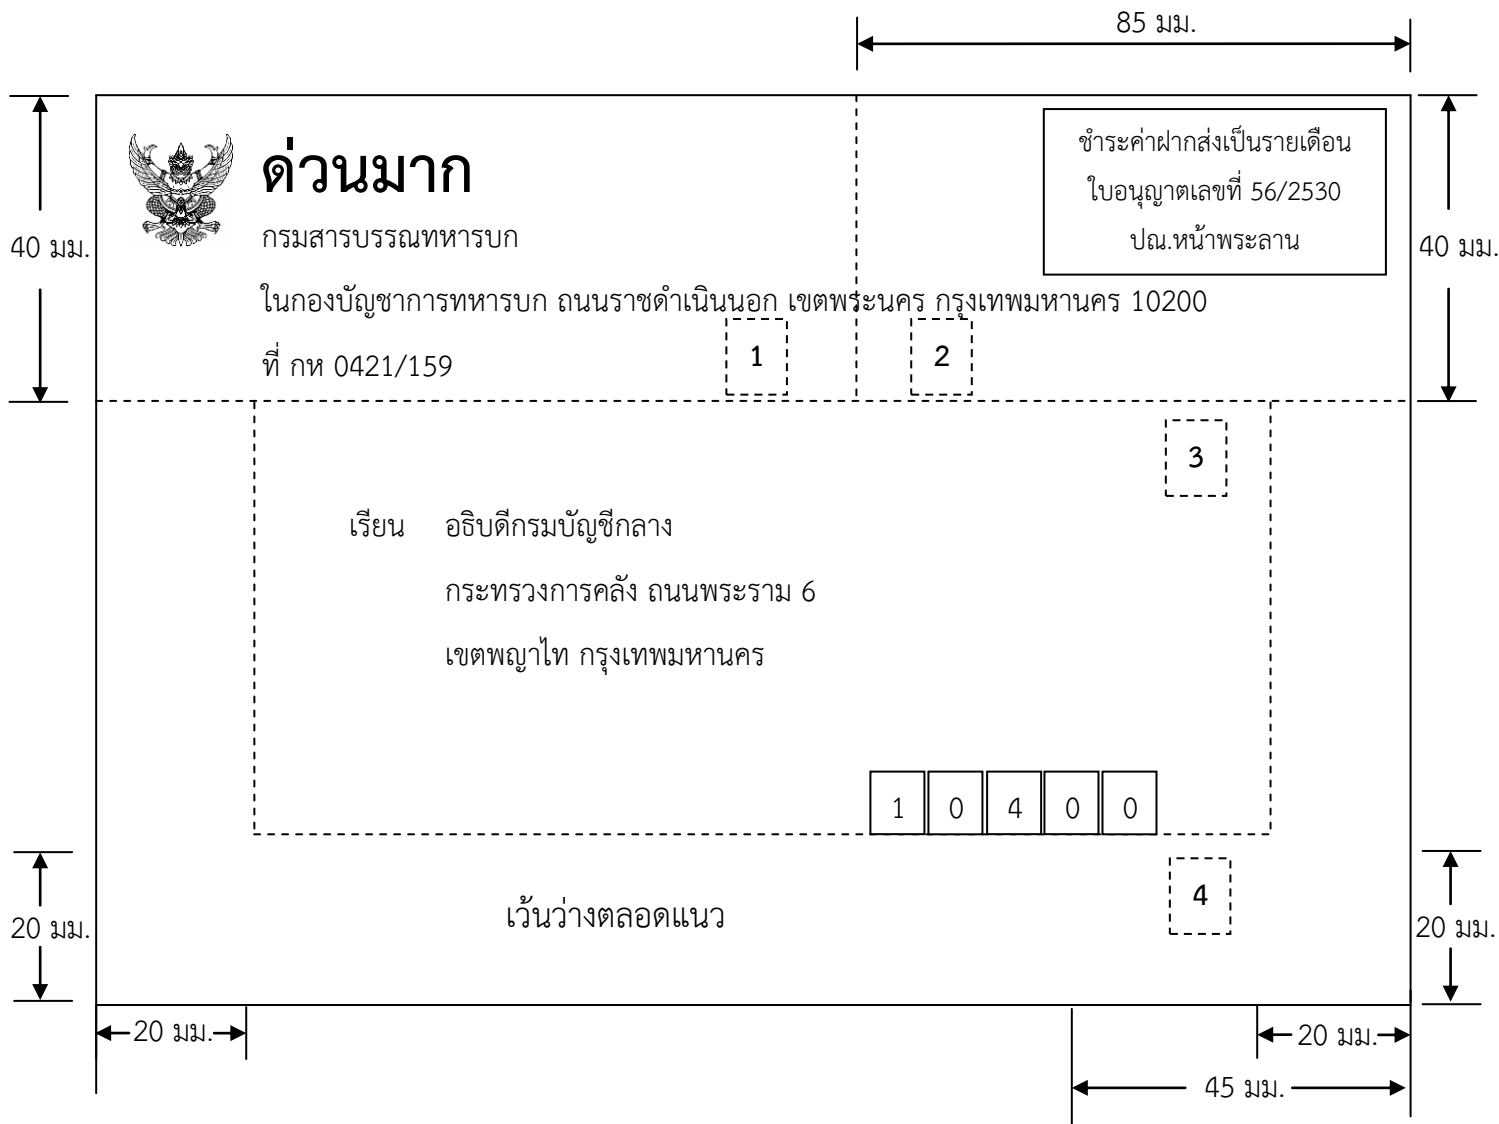 85 มม.
ด่วนมาก
ชำระค่าฝากส่งเป็นรายเดือน
ใบอนุญาตเลขที่ 56/2530
ปณ.หน้าพระลาน
กรมสารบรรณทหารบก
40 มม.
40 มม.
ในกองบัญชาการทหารบก ถนนราชดำเนินนอก เขตพระนคร กรุงเทพมหานคร 10200
ที่ กห 0421/159
1
2
3
เรียน อธิบดีกรมบัญชีกลาง
กระทรวงการคลัง ถนนพระราม 6
เขตพญาไท กรุงเทพมหานคร
1 0 4 0 0
4
เว้นว่างตลอดแนว
20 มม.
20 มม.
20 มม.
20 มม.
45 มม.